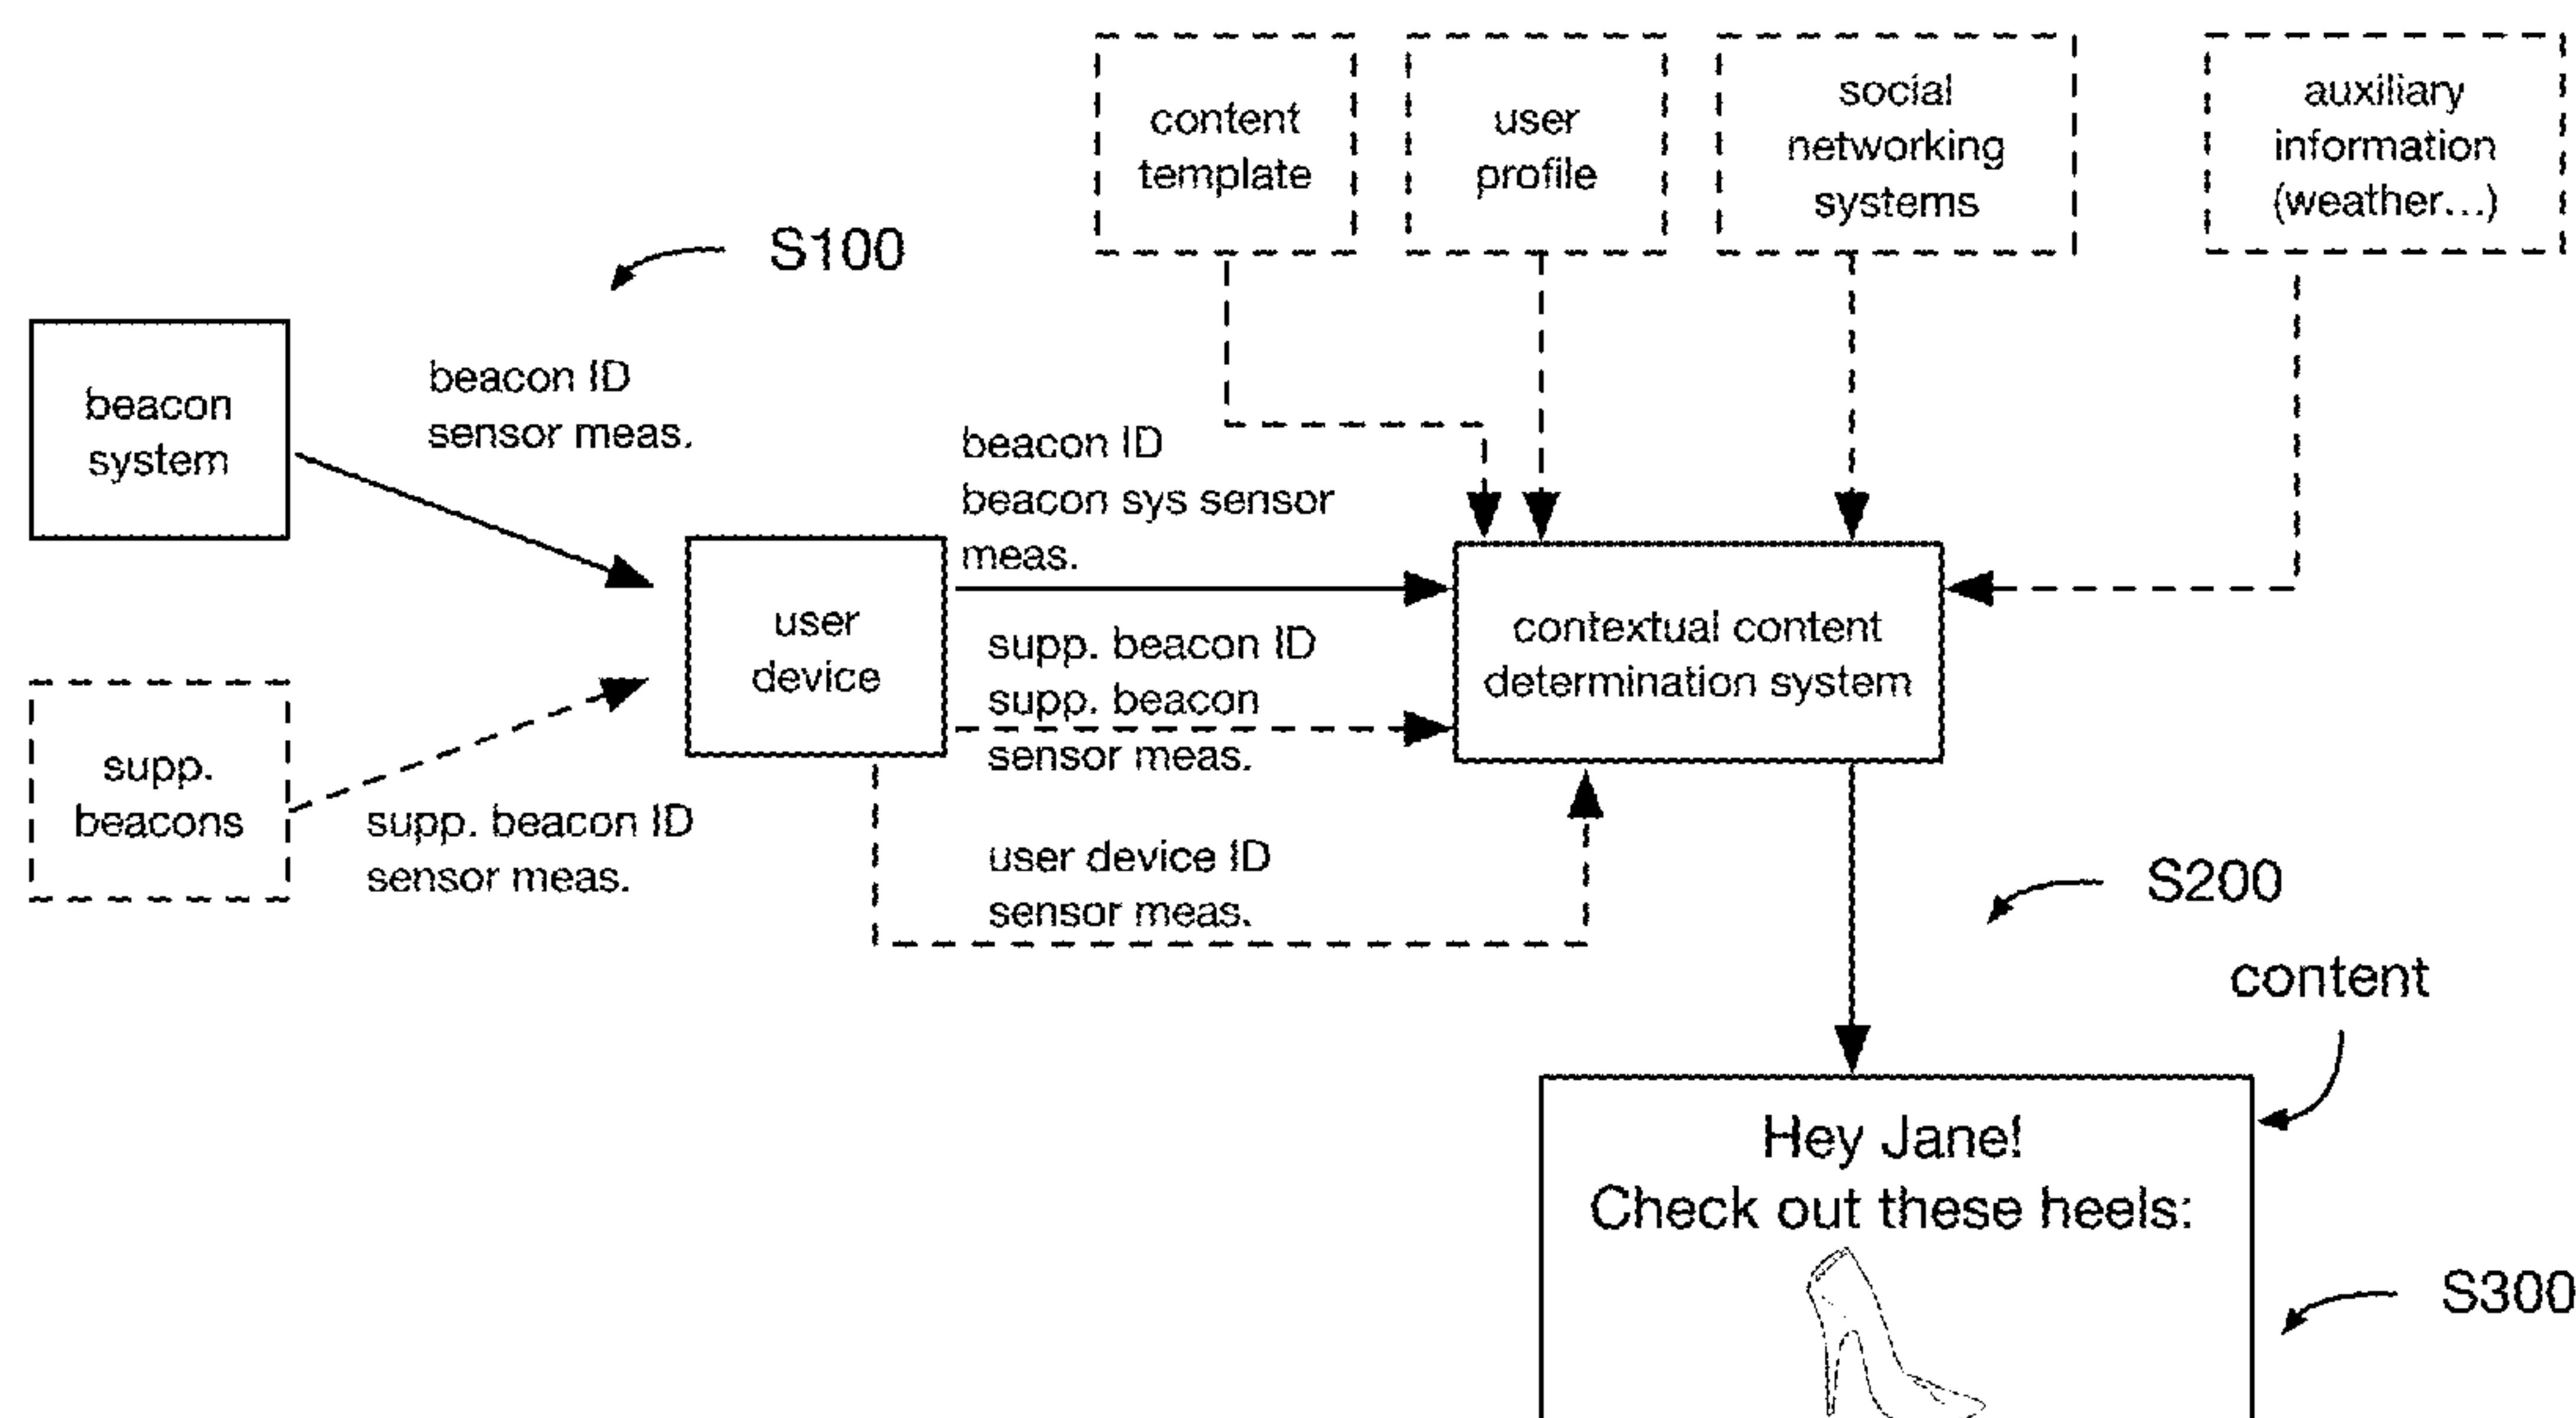 content
template
user
profile
social
networking
systems
auxiliary
information
(weather...)
S100
beacon
system
beacon ID
sensor meas.
beacon ID
beacon sys sensor
meas.
user
device
supp. beacon ID
supp. beacon
sensor meas.
contextual content
determination system
supp.
beacons
supp. beacon ID
sensor meas.
user device ID
sensor meas.
S200
content
Hey Jane!
Check out these heels:
S300